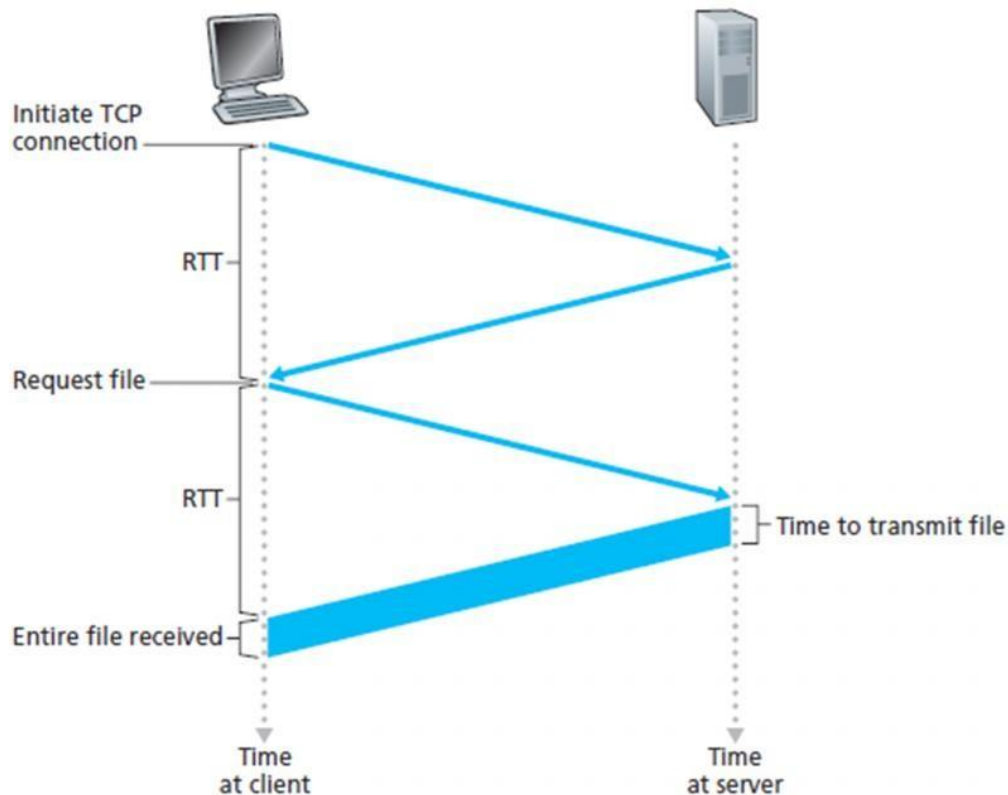 Initiate TCP
connection
RTT
Request file
RTT
Time to transmit file
Entire file received
Time
at client
Time
at server